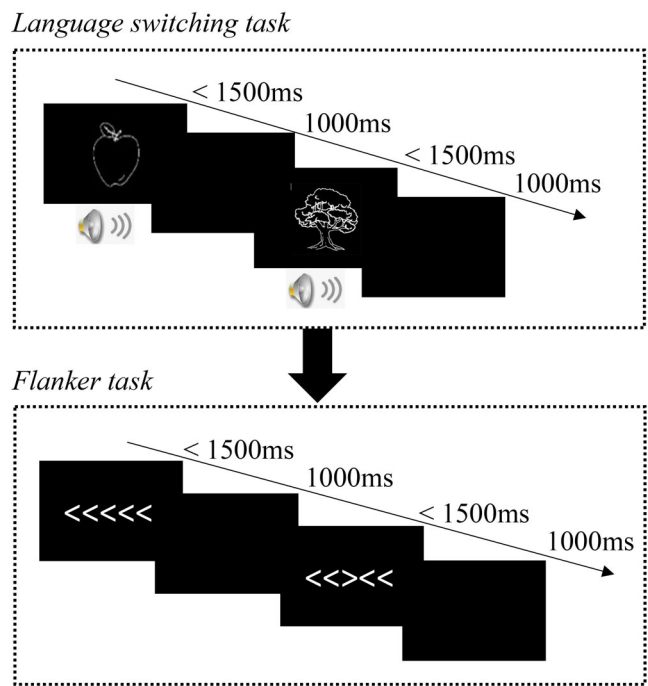 Language switching task
< 1500ms
1000ms
< 1500ms
1000ms
Flanker task
< 1500ms
1000ms
< 1500ms
1000ms
<<<<<
<<><<